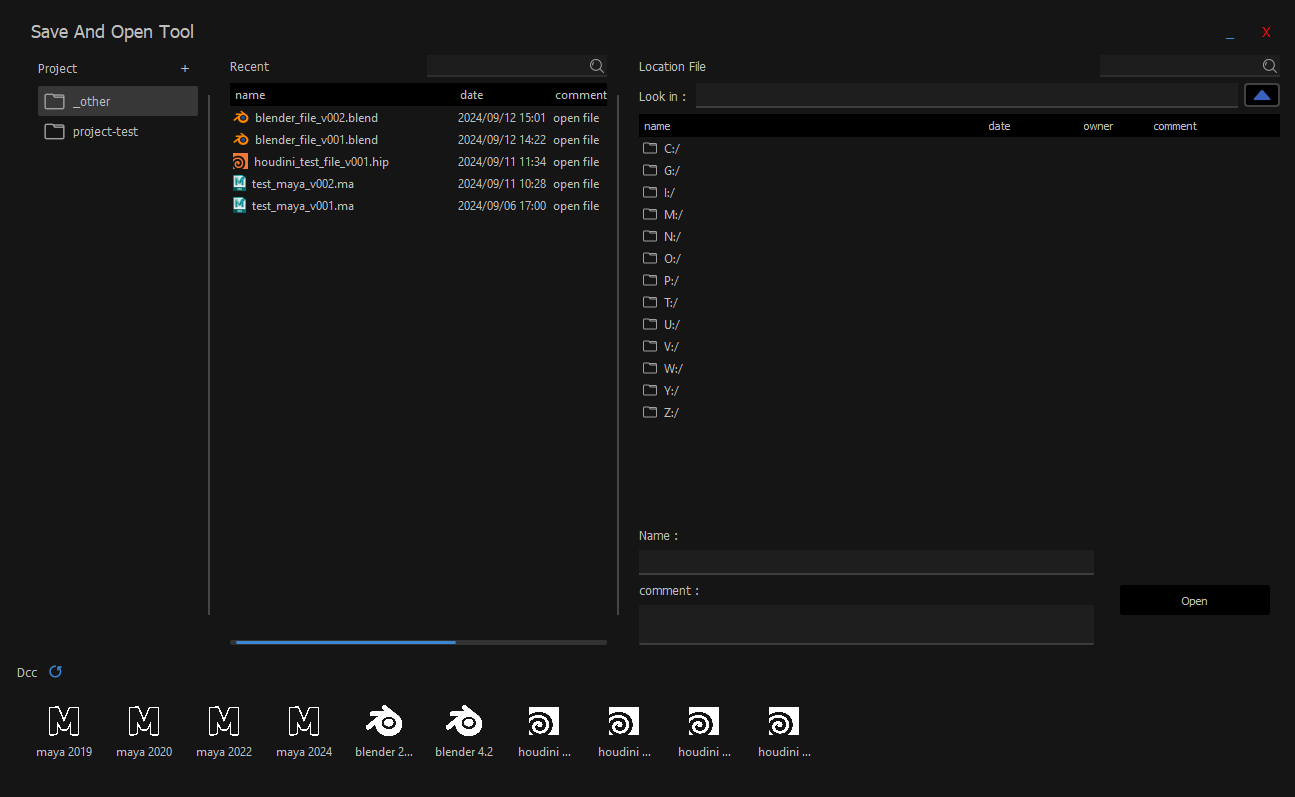 Save And Open Tool
_ X
Project +
_other
project-test
Recent
name date comment
blender_file_v002.blend 2024/09/12 15:01 open file
blender_file_v001.blend 2024/09/12 14:22 open file
houdini_test_file_v001.hip 2024/09/11 11:34 open file
test_maya_v002.ma 2024/09/11 10:28 open file
test_maya_v001.ma 2024/09/06 17:00 open file
Location File
Look in :
name date owner comment
C:/
G:/
I:/
M:/
N:/
O:/
P:/
T:/
U:/
V:/
W:/
Y:/
Z:/
Name :
comment :
Open
Dcc
maya 2019 maya 2020 maya 2022 maya 2024 blender 2... blender 4.2 houdini ... houdini ... houdini ... houdini ...